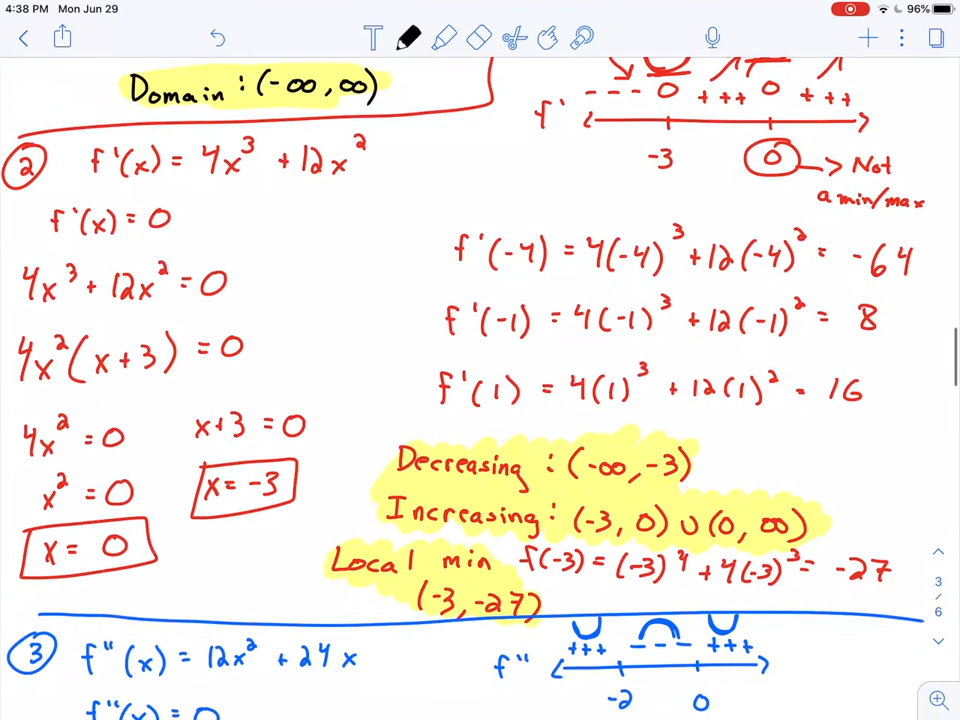 4:38 PM Mon Jun 29
96%
Domain : (-∞, ∞)
f' - - - 0 + + + 0 + + +
-3 0 > Not
a min/max
② f'(x) = 4x³ + 12x²
f'(x) = 0
4x³ + 12x² = 0
4x²(x + 3) = 0
4x² = 0 x+3 = 0
x² = 0 x = -3
x = 0
f'(-4) = 4(-4)³ + 12(-4)² = -64
f'(-1) = 4(-1)³ + 12(-1)² = 8
f'(1) = 4(1)³ + 12(1)² = 16
Decreasing : (-∞, -3)
Increasing : (-3, 0) ∪ (0, ∞)
Local min f(-3) = (-3)⁴ + 4(-3)³ = -27
(-3, -27)
③ f''(x) = 12x² + 24x
f''(x) = 0
f'' + + + - - - + + +
-2 0
3
/
6